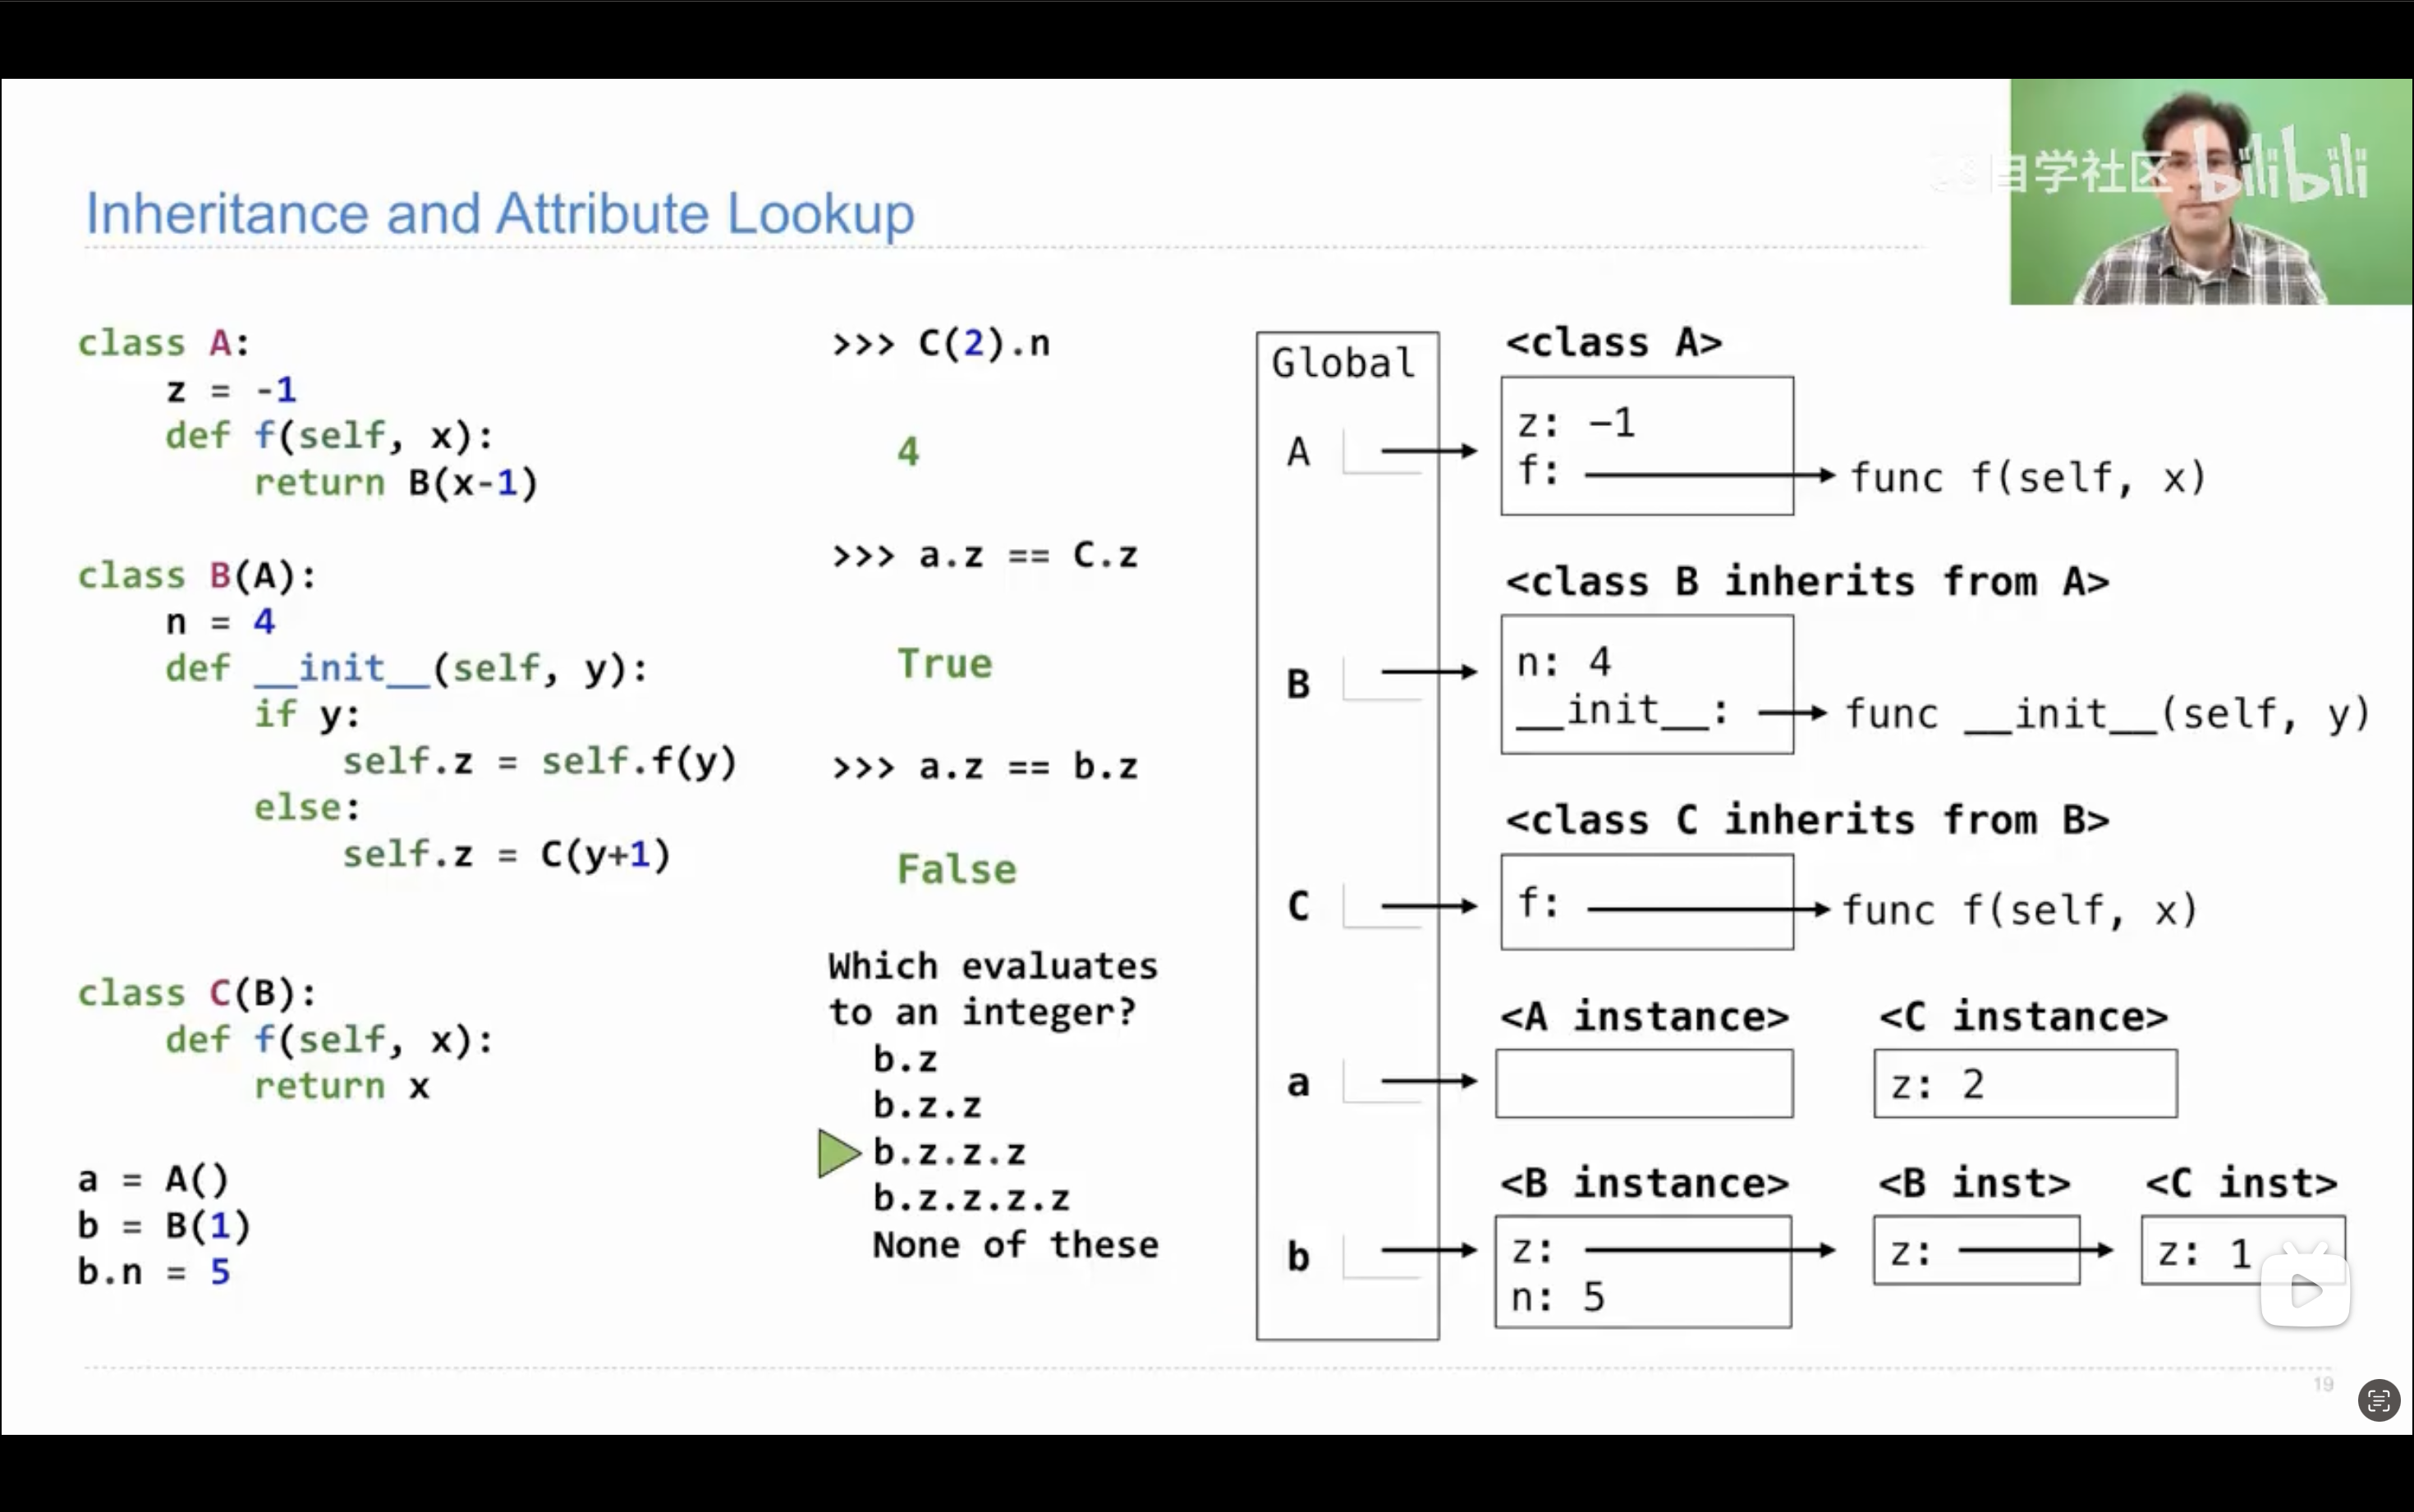 自学社区 bilibili
Inheritance and Attribute Lookup
class A:
z = -1
def f(self, x):
return B(x-1)
class B(A):
n = 4
def __init__(self, y):
if y:
self.z = self.f(y)
else:
self.z = C(y+1)
class C(B):
def f(self, x):
return x
a = A()
b = B(1)
b.n = 5
>>> C(2).n
4
>>> a.z == C.z
True
>>> a.z == b.z
False
Which evaluates
to an integer?
b.z
b.z.z
b.z.z.z
b.z.z.z.z
None of these
Global
A
B
C
a
b
<class A>
z: −1
f:
func f(self, x)
<class B inherits from A>
n: 4
__init__:
func __init__(self, y)
<class C inherits from B>
f:
func f(self, x)
<A instance>
<C instance>
z: 2
<B instance>
<B inst>
<C inst>
z:
n: 5
z:
z: 1
19